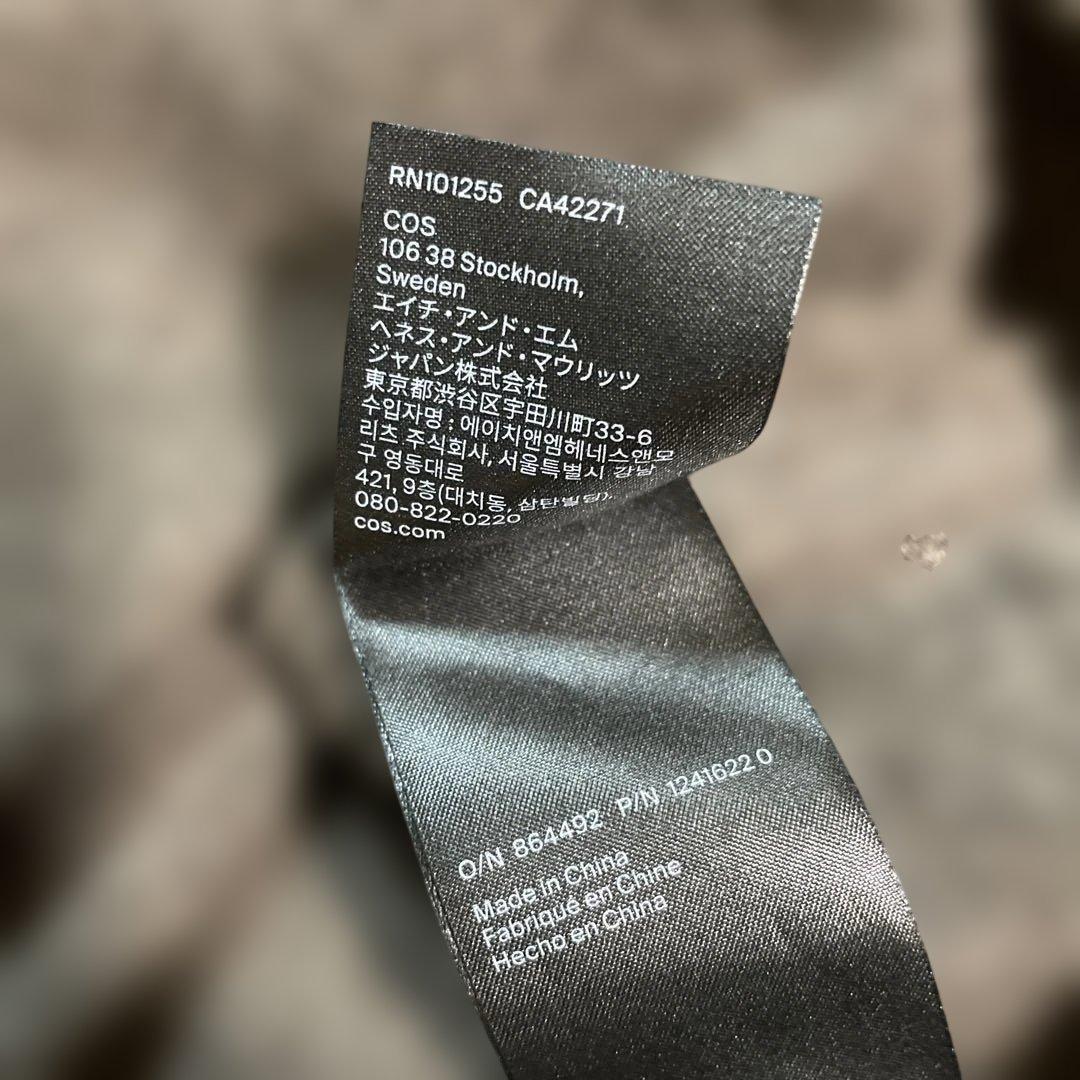 RN101255 CA42271
COS
106 38 Stockholm,
Sweden
エイチ・アンド・エム
ヘネス・アンド・マウリッツ
ジャパン株式会社
東京都渋谷区宇田川町33-6
수입자명 : 에이치앤엠헤네스앤모
리츠 주식회사, 서울특별시 강남
구 영동대로
421, 9층(대치동, 삼탄빌딩),
080-822-0220
cos.com
O/N 864492 P/N 1241622 0
Made in China
Fabriqué en Chine
Hecho en China